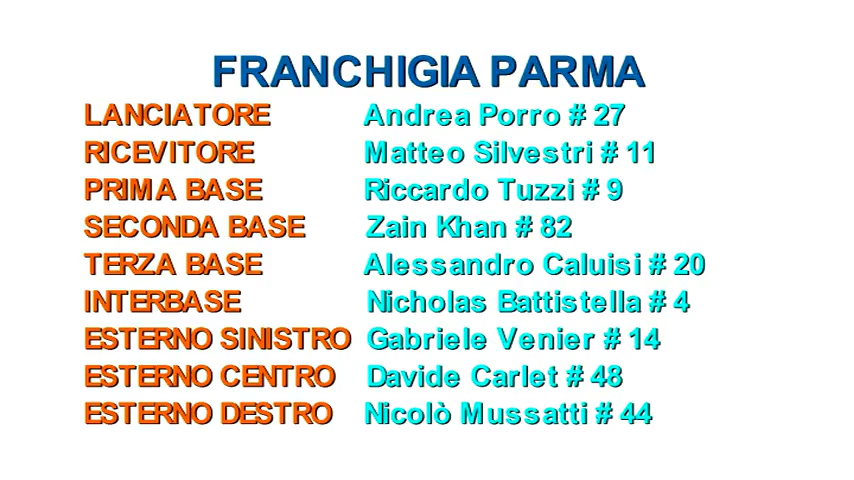 FRANCHIGIA PARMA
LANCIATORE Andrea Porro # 27
RICEVITORE Matteo Silvestri # 11
PRIMA BASE Riccardo Tuzzi # 9
SECONDA BASE Zain Khan # 82
TERZA BASE Alessandro Caluisi # 20
INTERBASE Nicholas Battistella # 4
ESTERNO SINISTRO Gabriele Venier # 14
ESTERNO CENTRO Davide Carlet # 48
ESTERNO DESTRO Nicolò Mussatti # 44